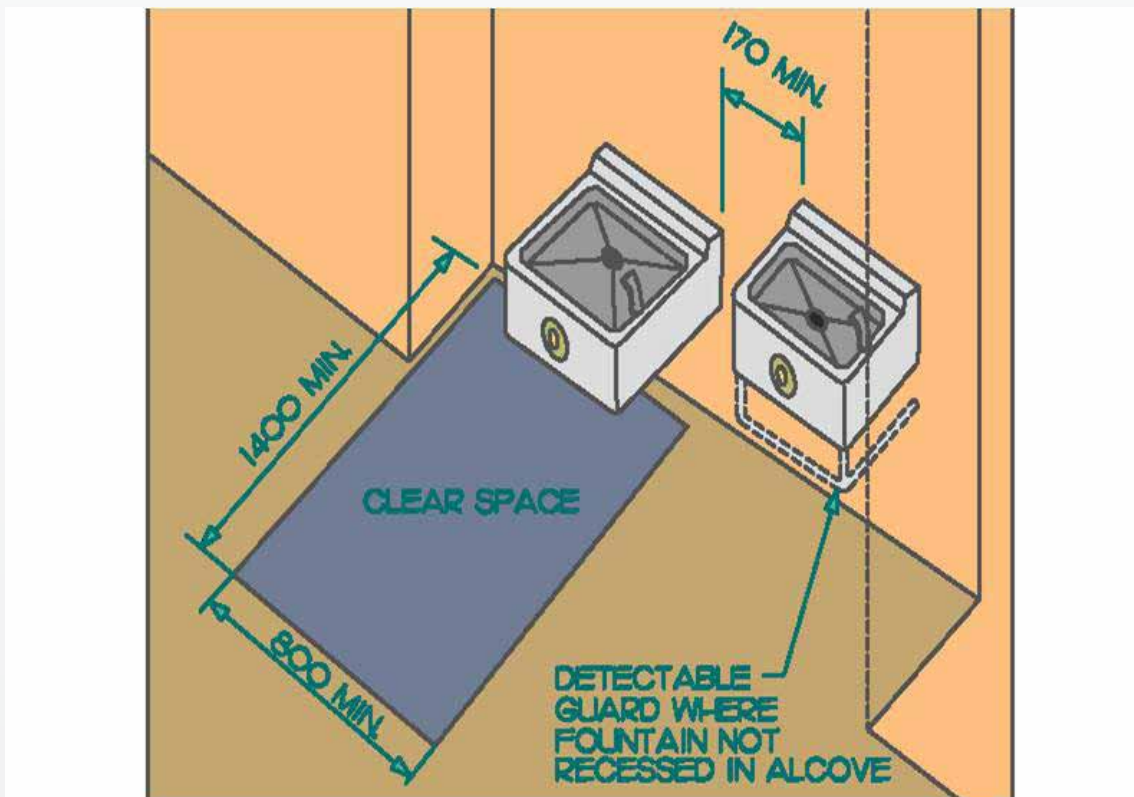 170 MIN.
1400 MIN.
CLEAR SPACE
800 MIN.
DETECTABLE
GUARD WHERE
FOUNTAIN NOT
RECESSED IN ALCOVE